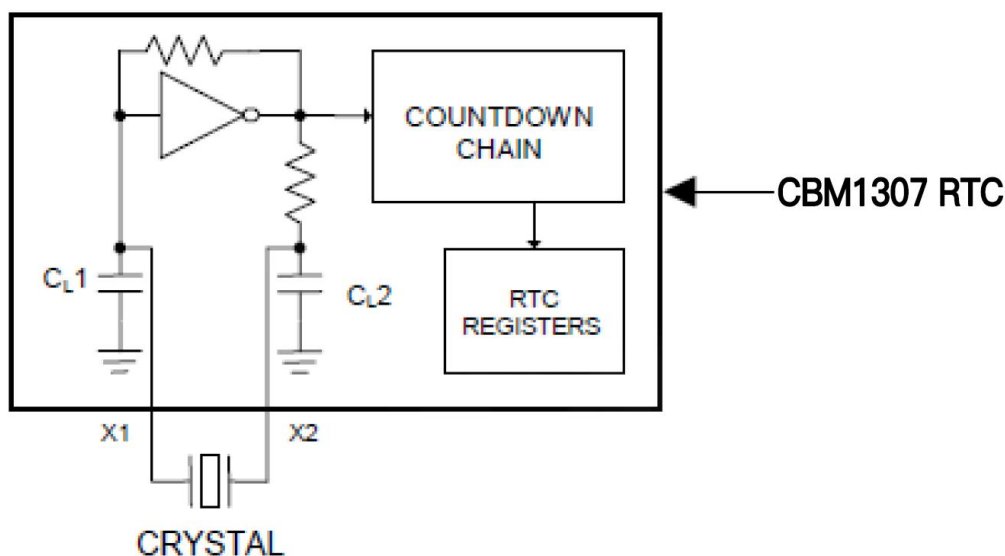 COUNTDOWN
CHAIN
CBM1307 RTC
CL1
CL2
RTC
REGISTERS
X1
X2
CRYSTAL